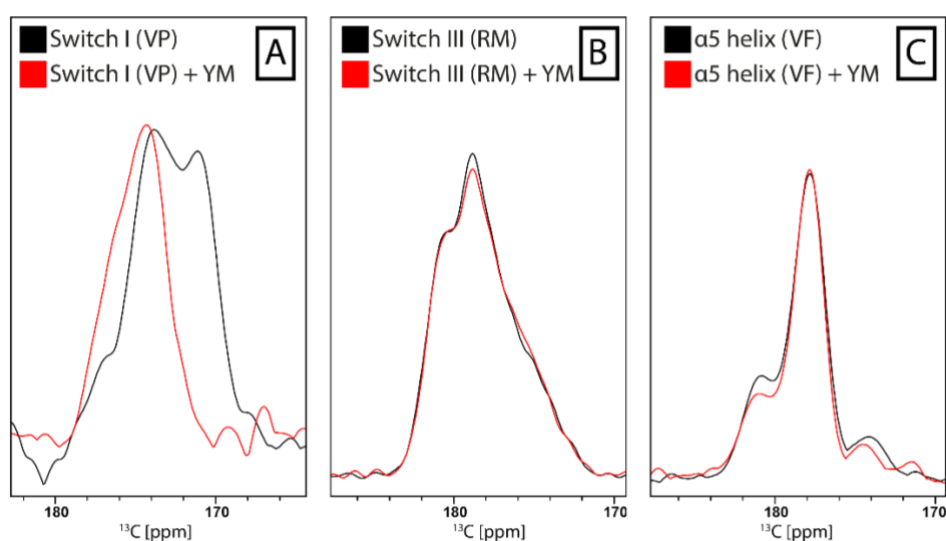 Switch I (VP)
Switch I (VP) + YM
A
Switch III (RM)
Switch III (RM) + YM
B
α5 helix (VF)
α5 helix (VF) + YM
C
180 170
¹³C [ppm]
180 170
¹³C [ppm]
180 170
¹³C [ppm]